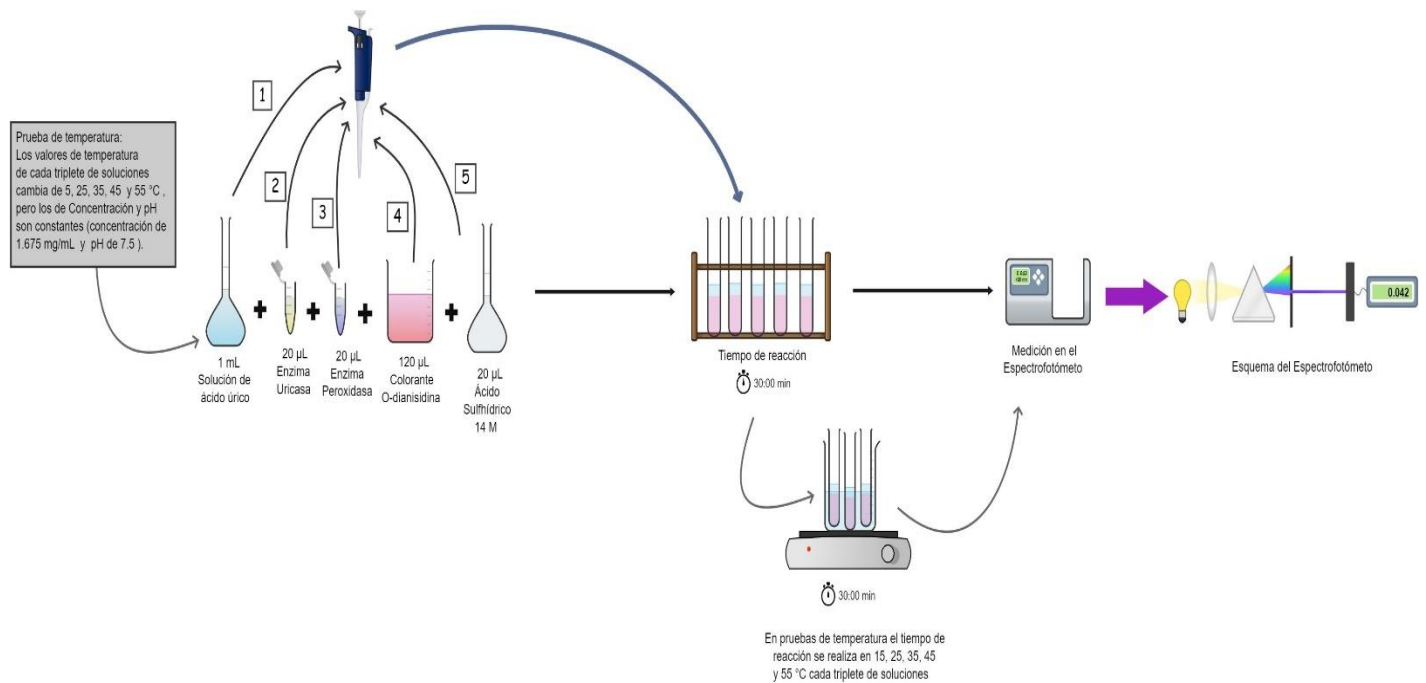 Prueba de temperatura:
Los valores de temperatura
de cada triplete de soluciones
cambia de 5, 25, 35, 45 y 55 °C ,
pero los de Concentración y pH
son constantes (concentración de
1.675 mg/mL y pH de 7.5 ).
1
2
3
4
5
1 mL
Solución de
ácido úrico
20 µL
Enzima
Uricasa
20 µL
Enzima
Peroxidasa
120 µL
Colorante
O-dianisidina
20 µL
Ácido
Sulfhídrico
14 M
Tiempo de reacción
30:00 min
Medición en el
Espectrofotómeto
0.042
Esquema del Espectrofotómeto
30:00 min
En pruebas de temperatura el tiempo de
reacción se realiza en 15, 25, 35, 45
y 55 °C cada triplete de soluciones